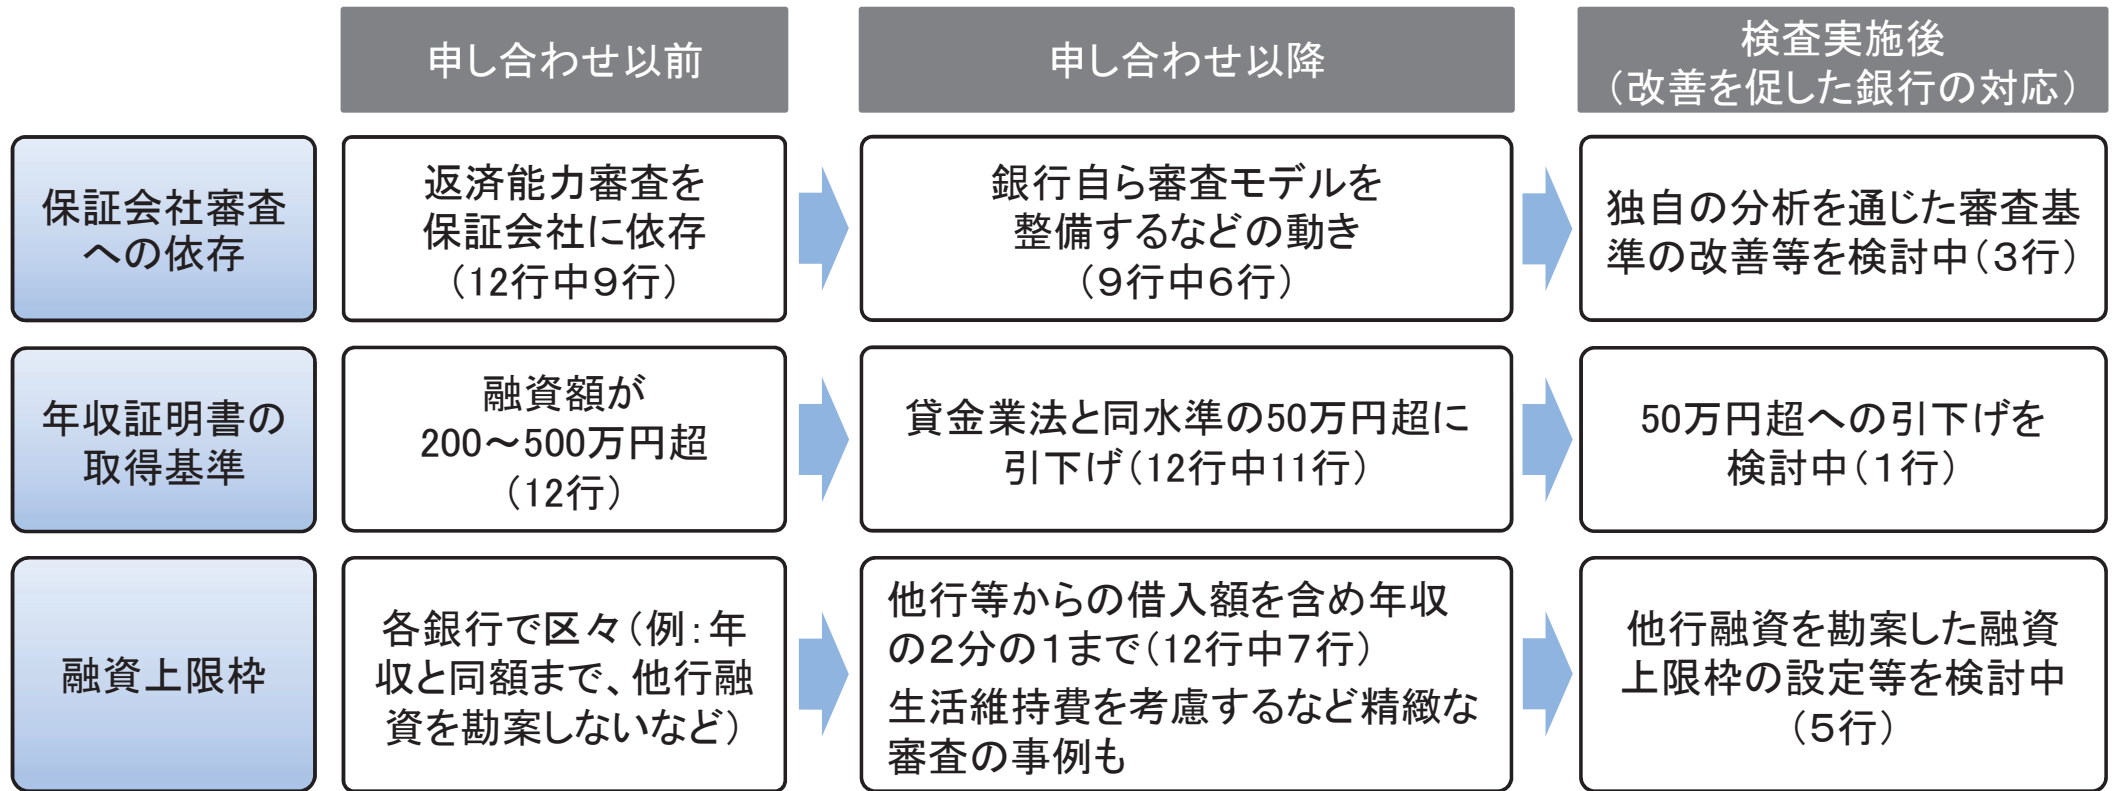 申し合わせ以前
申し合わせ以降
検査実施後
（改善を促した銀行の対応）
保証会社審査
への依存
返済能力審査を
保証会社に依存
（12行中９行）
銀行自ら審査モデルを
整備するなどの動き
（９行中６行）
独自の分析を通じた審査基
準の改善等を検討中（３行）
年収証明書の
取得基準
融資額が
200～500万円超
（12行）
貸金業法と同水準の50万円超に
引下げ（12行中11行）
50万円超への引下げを
検討中（１行）
融資上限枠
各銀行で区々（例：年
収と同額まで、他行融
資を勘案しないなど）
他行等からの借入額を含め年収
の２分の１まで（12行中７行）
生活維持費を考慮するなど精緻な
審査の事例も
他行融資を勘案した融資
上限枠の設定等を検討中
（５行）